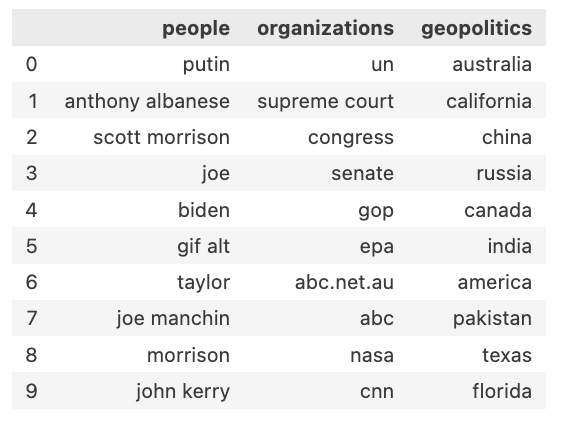 people organizations geopolitics
0 putin un australia
1 anthony albanese supreme court california
2 scott morrison congress china
3 joe senate russia
4 biden gop canada
5 gif alt epa india
6 taylor abc.net.au america
7 joe manchin abc pakistan
8 morrison nasa texas
9 john kerry cnn florida